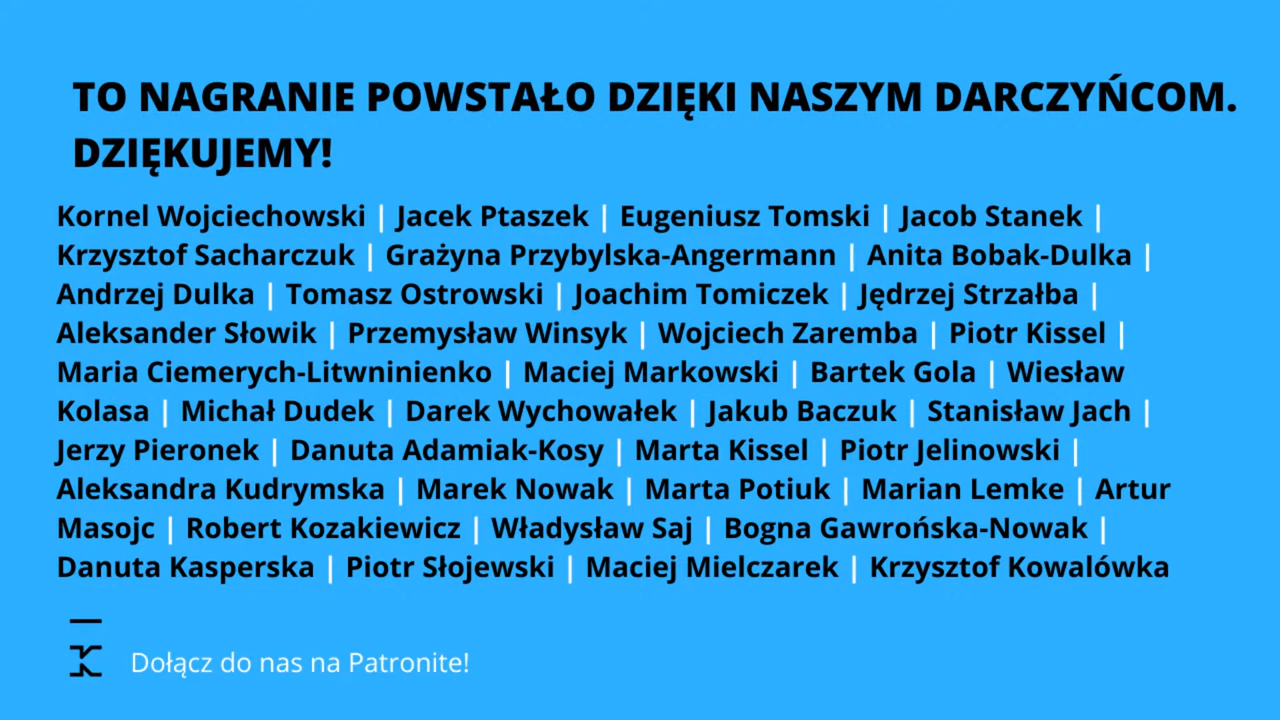 TO NAGRANIE POWSTAŁO DZIĘKI NASZYM DARCZYŃCOM.
DZIĘKUJEMY!
Kornel Wojciechowski | Jacek Ptaszek | Eugeniusz Tomski | Jacob Stanek |
Krzysztof Sacharczuk | Grażyna Przybylska-Angermann | Anita Bobak-Dulka |
Andrzej Dulka | Tomasz Ostrowski | Joachim Tomiczek | Jędrzej Strzałba |
Aleksander Słowik | Przemysław Winsyk | Wojciech Zaremba | Piotr Kissel |
Maria Ciemerych-Litwninienko | Maciej Markowski | Bartek Gola | Wiesław
Kolasa | Michał Dudek | Darek Wychowałek | Jakub Baczuk | Stanisław Jach |
Jerzy Pieronek | Danuta Adamiak-Kosy | Marta Kissel | Piotr Jelinowski |
Aleksandra Kudrymska | Marek Nowak | Marta Potiuk | Marian Lemke | Artur
Masojc | Robert Kozakiewicz | Władysław Saj | Bogna Gawrońska-Nowak |
Danuta Kasperska | Piotr Słojewski | Maciej Mielczarek | Krzysztof Kowalówka
Dołącz do nas na Patronite!